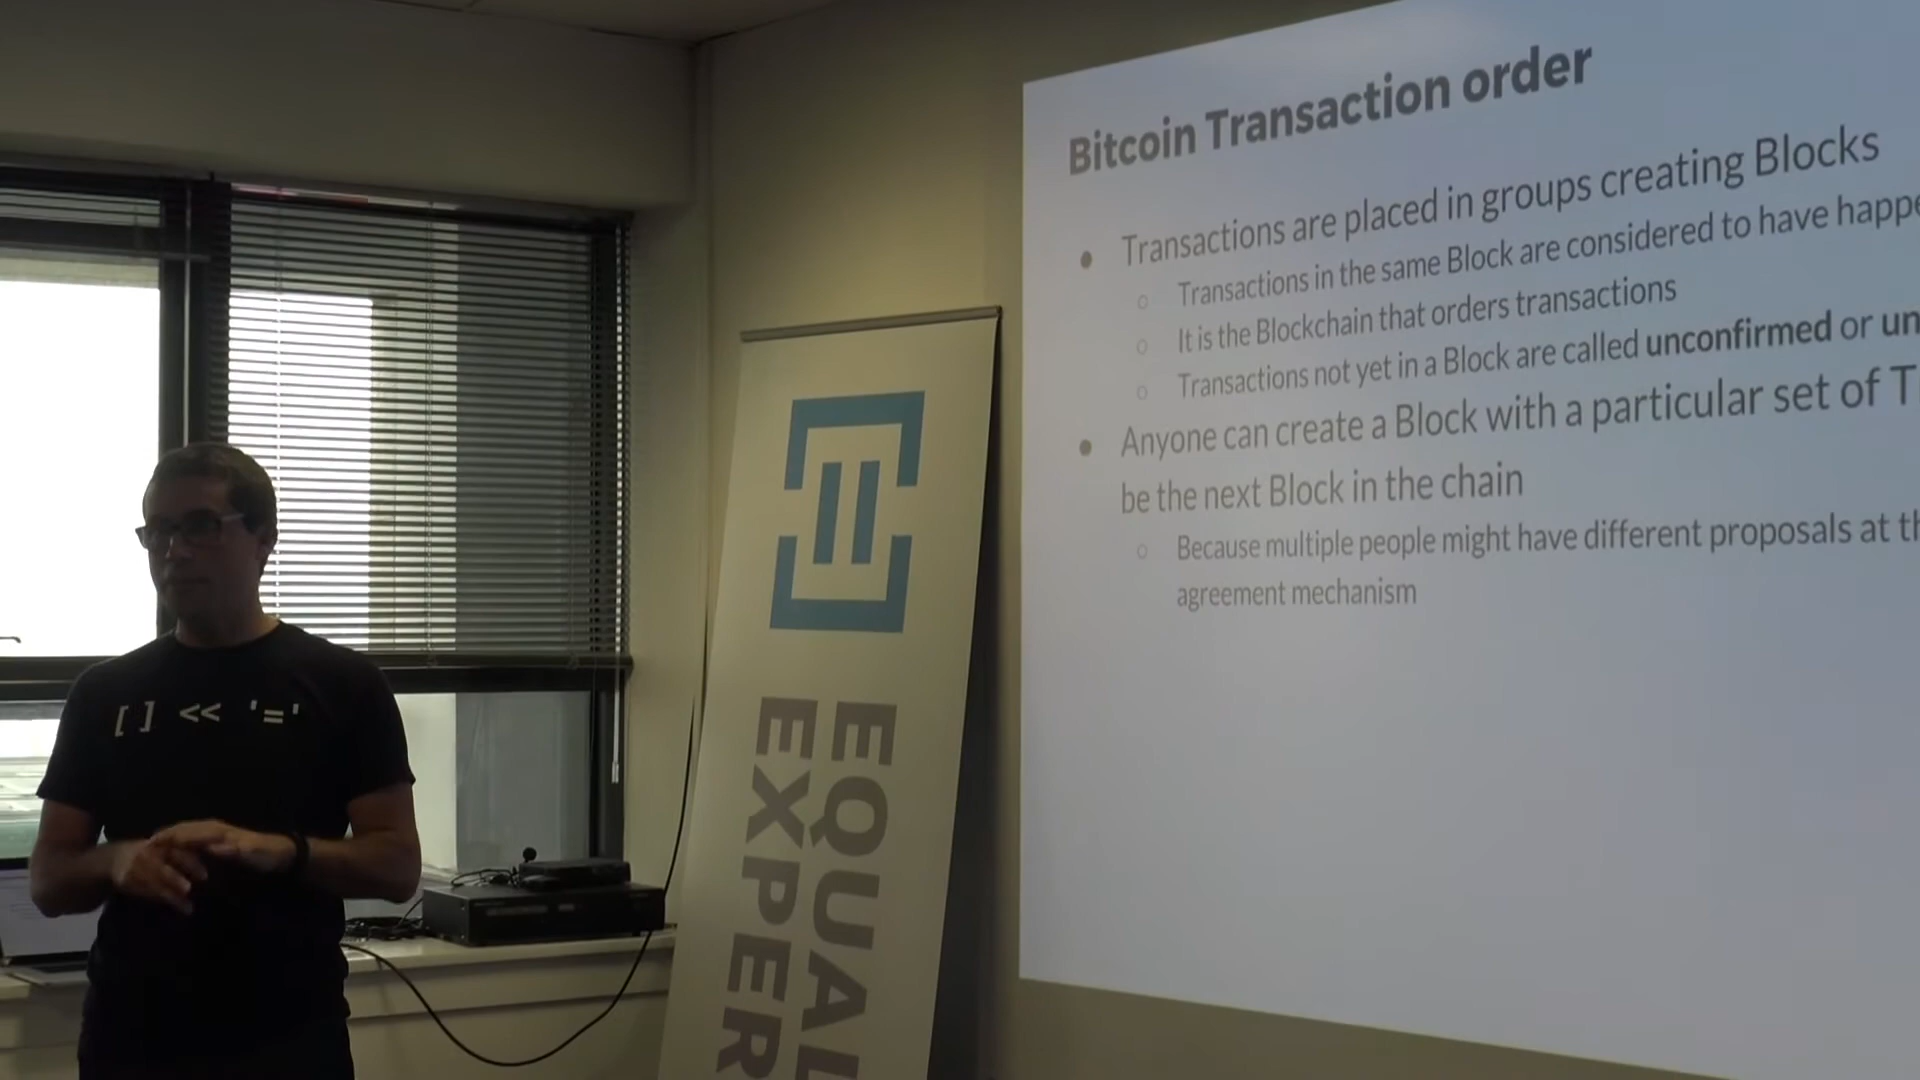 Bitcoin Transaction order
Transactions are placed in groups creating Blocks
Transactions in the same Block are considered to have happe
It is the Blockchain that orders transactions
Transactions not yet in a Block are called unconfirmed or un
Anyone can create a Block with a particular set of T
be the next Block in the chain
Because multiple people might have different proposals at th
agreement mechanism
[ ] << '='
EQUAL
EXPER